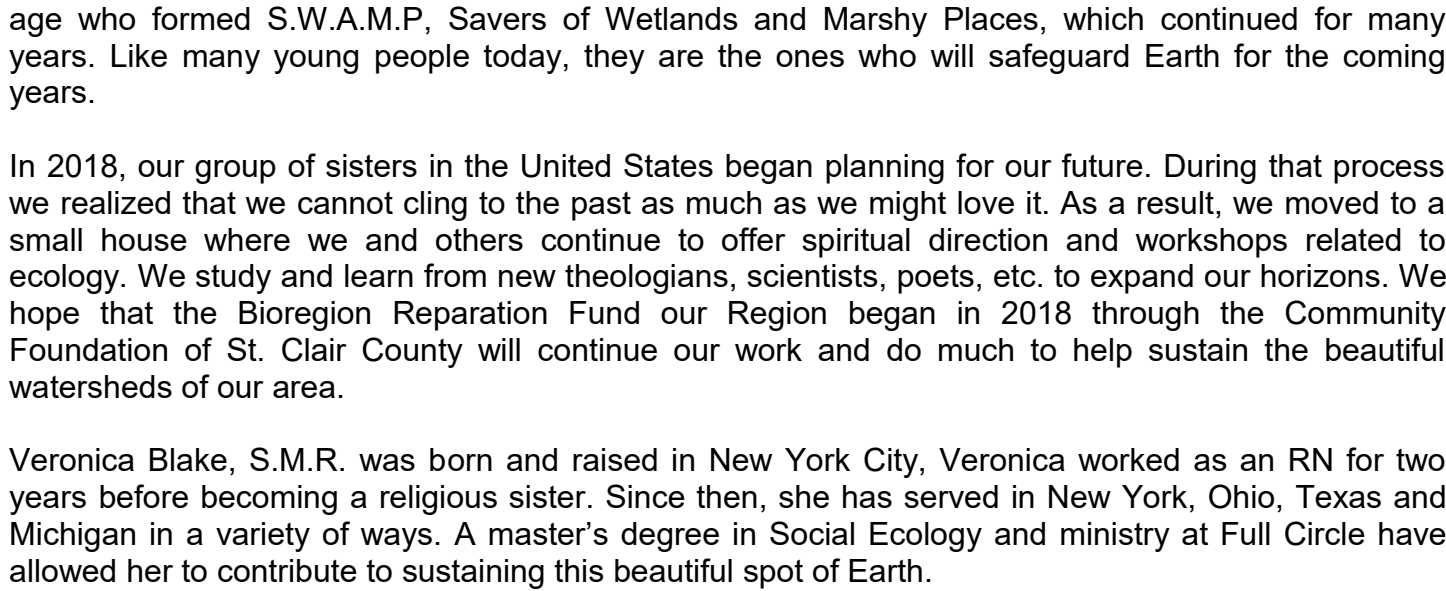 age who formed S.W.A.M.P, Savers of Wetlands and Marshy Places, which continued for many
years. Like many young people today, they are the ones who will safeguard Earth for the coming
years.
In 2018, our group of sisters in the United States began planning for our future. During that process
we realized that we cannot cling to the past as much as we might love it. As a result, we moved to a
small house where we and others continue to offer spiritual direction and workshops related to
ecology. We study and learn from new theologians, scientists, poets, etc. to expand our horizons. We
hope that the Bioregion Reparation Fund our Region began in 2018 through the Community
Foundation of St. Clair County will continue our work and do much to help sustain the beautiful
watersheds of our area.
Veronica Blake, S.M.R. was born and raised in New York City, Veronica worked as an RN for two
years before becoming a religious sister. Since then, she has served in New York, Ohio, Texas and
Michigan in a variety of ways. A master’s degree in Social Ecology and ministry at Full Circle have
allowed her to contribute to sustaining this beautiful spot of Earth.